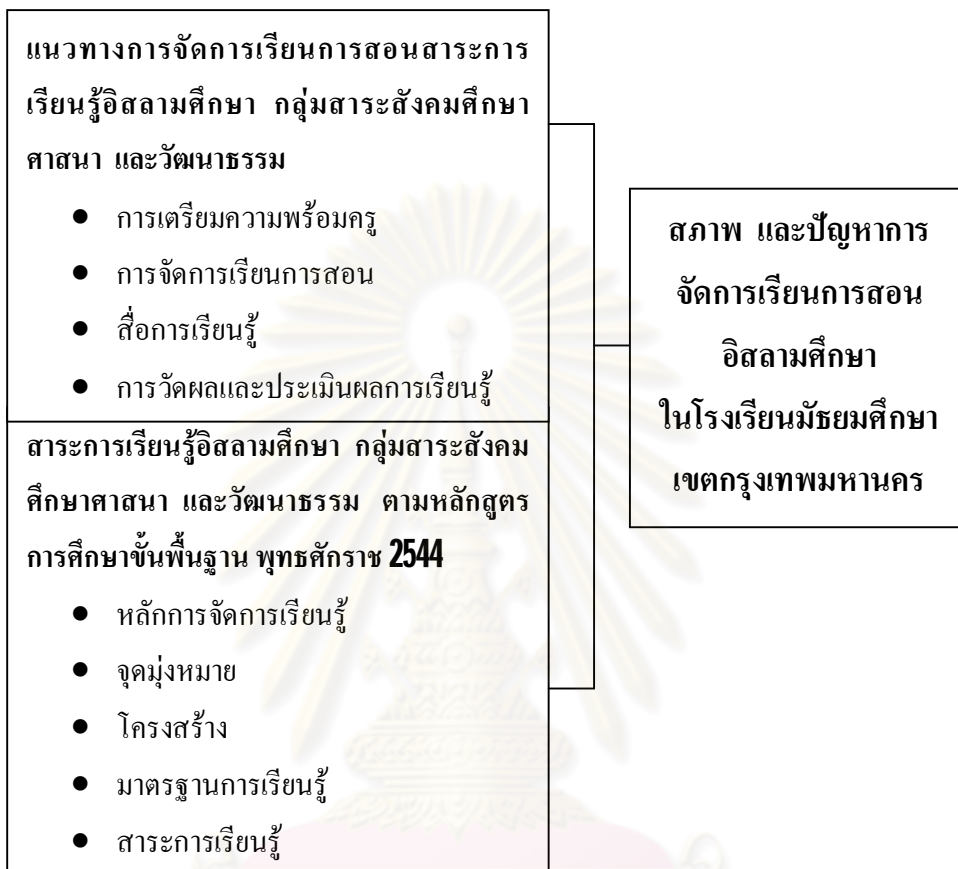 แนวทางการจัดการเรียนการสอนสาระการ
เรียนรู้อิสลามศึกษา กลุ่มสาระสังคมศึกษา
ศาสนา และวัฒนาธรรม
● การเตรียมความพร้อมครู
● การจัดการเรียนการสอน
● สื่อการเรียนรู้
● การวัดผลและประเมินผลการเรียนรู้
สาระการเรียนรู้อิสลามศึกษา กลุ่มสาระสังคม
ศึกษาศาสนา และวัฒนาธรรม ตามหลักสูตร
การศึกษาขั้นพื้นฐาน พุทธศักราช 2544
● หลักการจัดการเรียนรู้
● จุดมุ่งหมาย
● โครงสร้าง
● มาตรฐานการเรียนรู้
● สาระการเรียนรู้
สภาพ และปัญหาการ
จัดการเรียนการสอน
อิสลามศึกษา
ในโรงเรียนมัธยมศึกษา
เขตกรุงเทพมหานคร